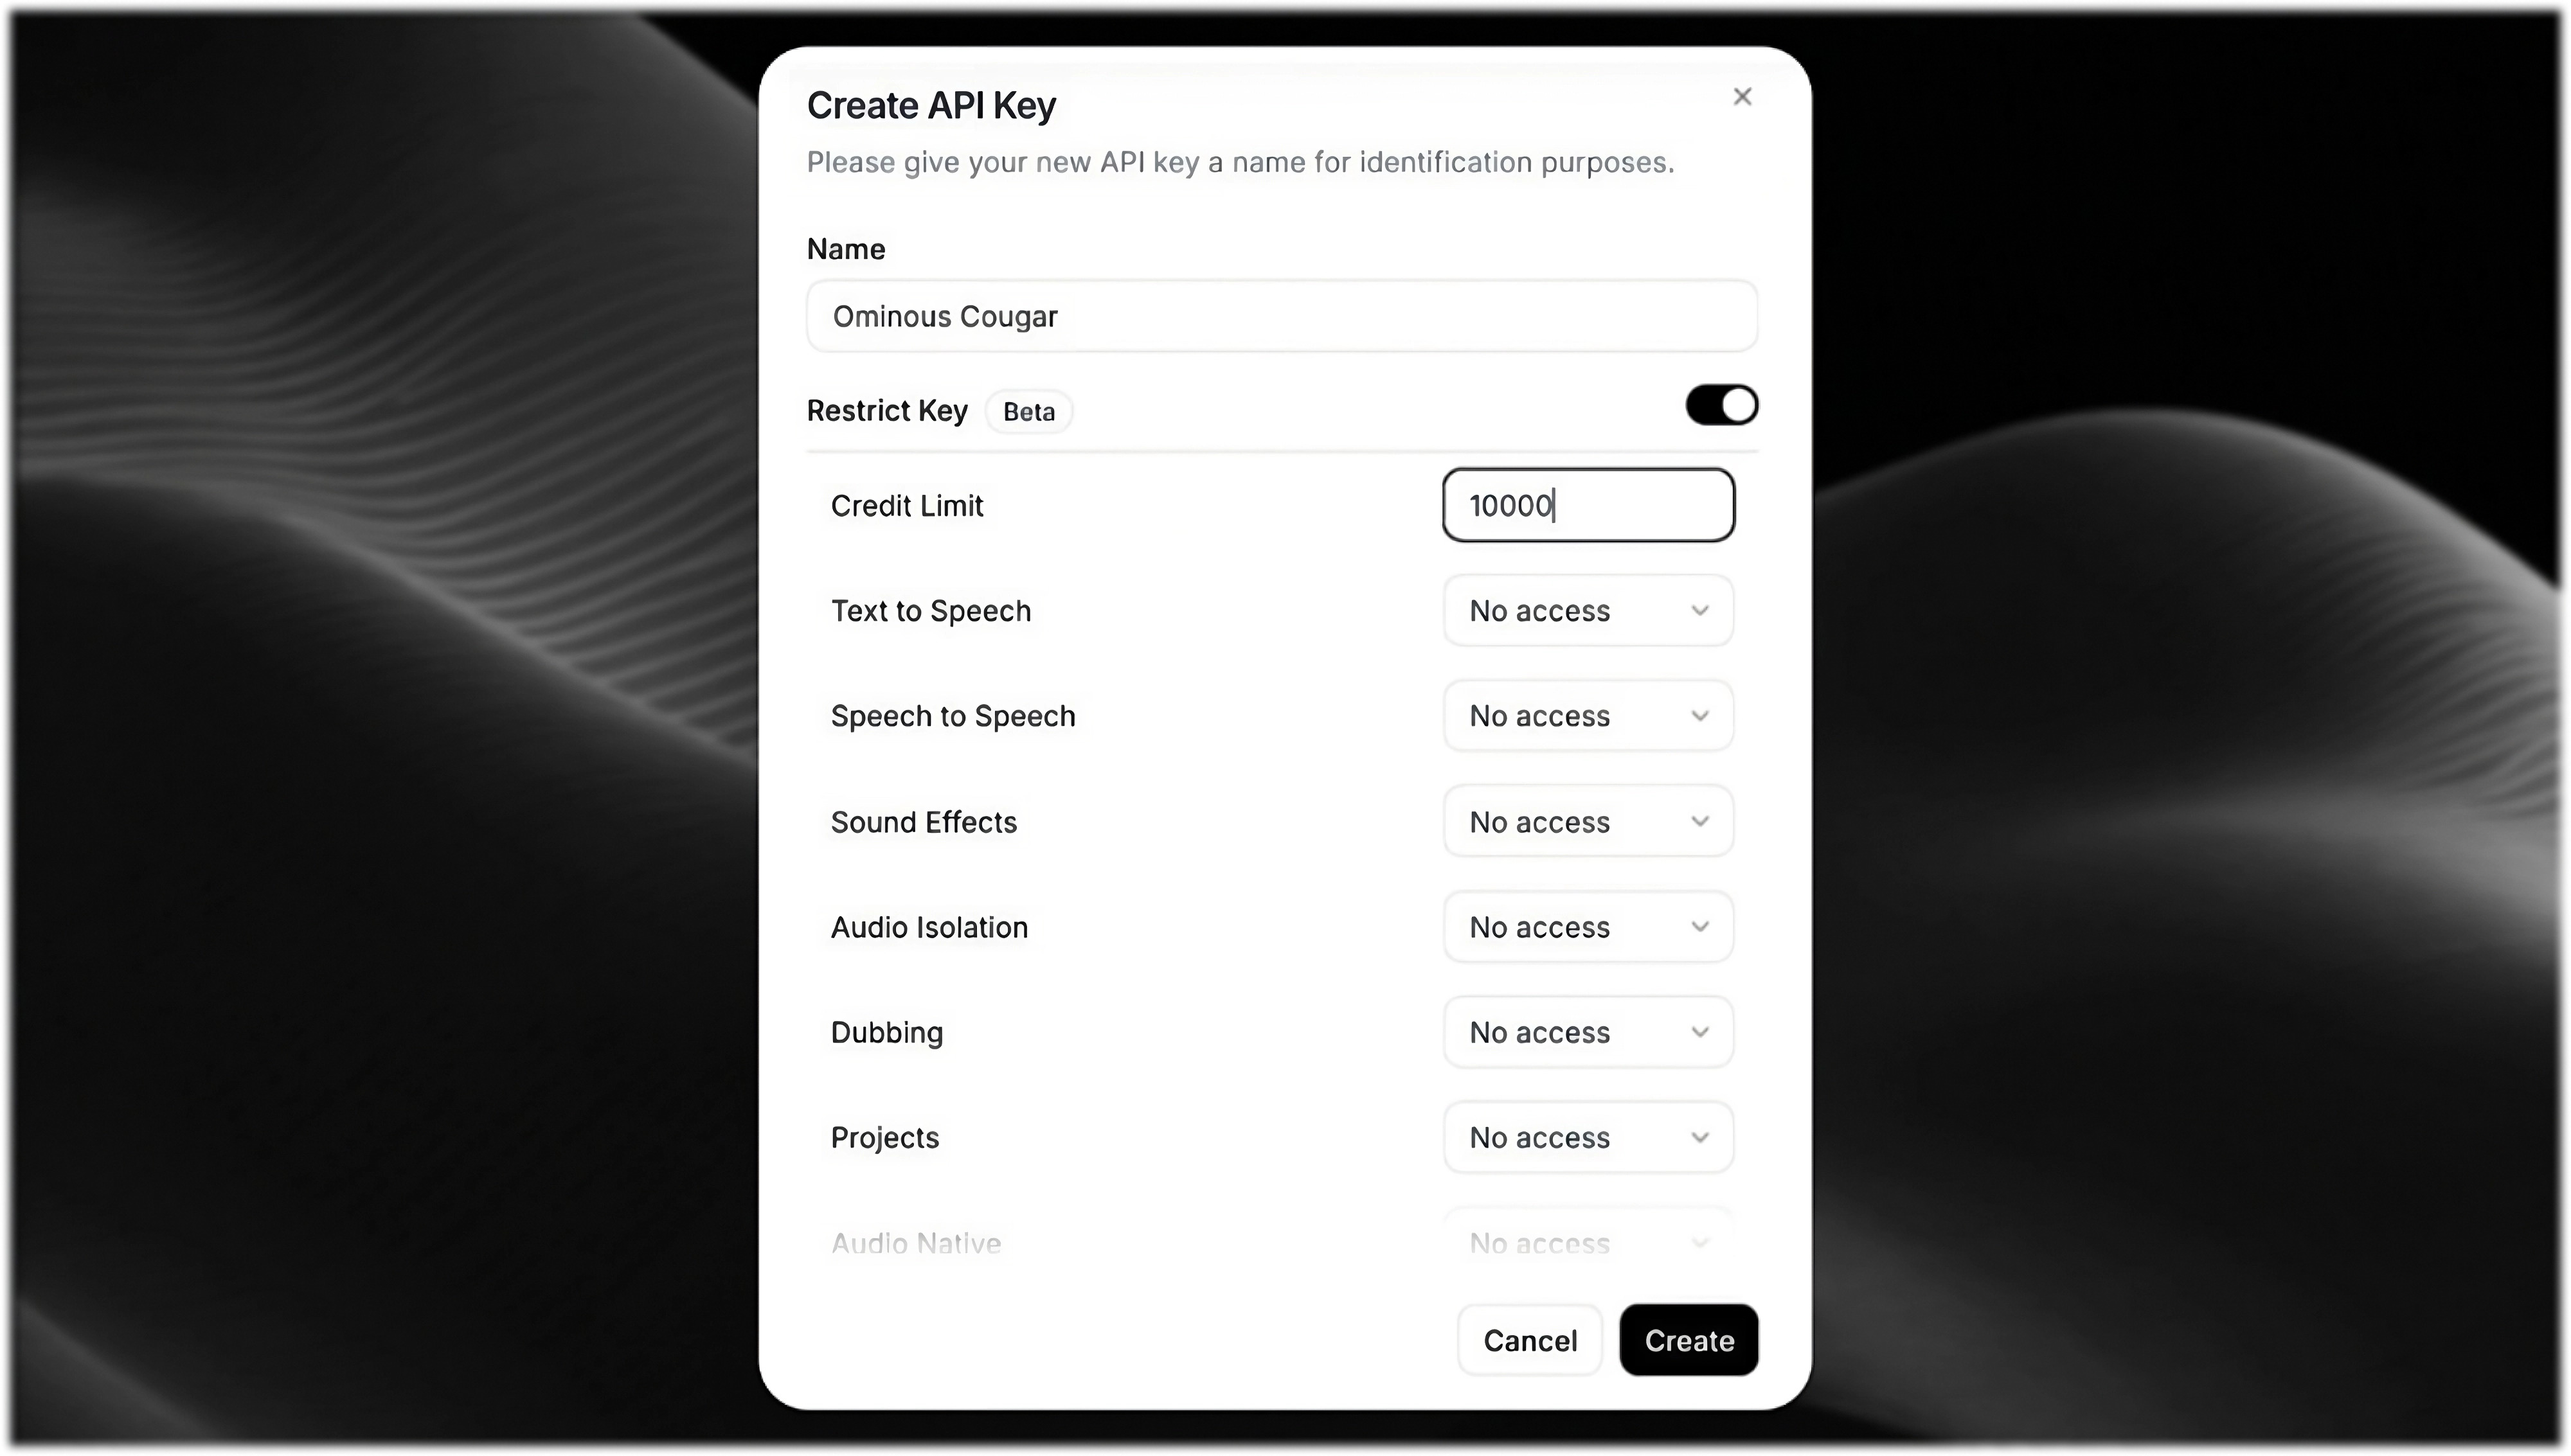 Create API Key
Please give your new API key a name for identification purposes.
Name
Ominous Cougar
Restrict Key Beta
Credit Limit 10000
Text to Speech No access
Speech to Speech No access
Sound Effects No access
Audio Isolation No access
Dubbing No access
Projects No access
Audio Native No access
Cancel Create